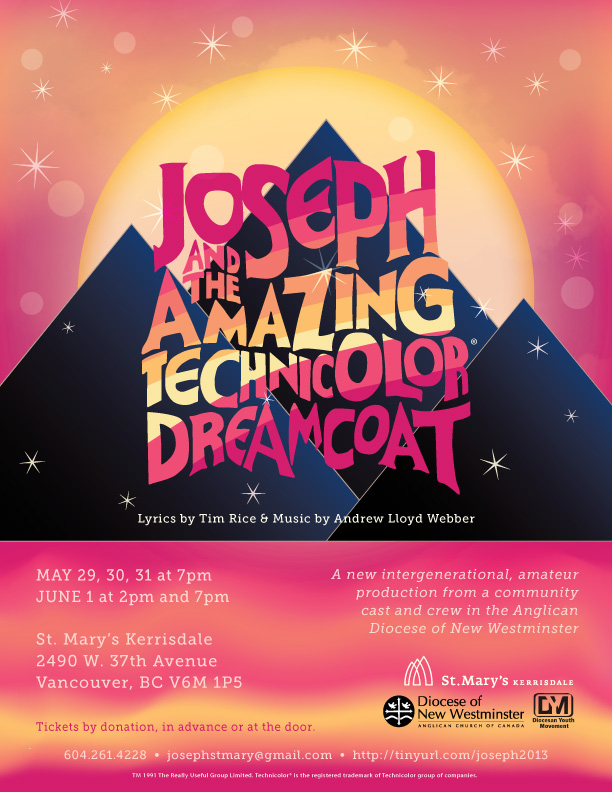 JOSEPH
AND
THE
AMAZING
TECHNICOLOR®
DREAMCOAT
Lyrics by Tim Rice & Music by Andrew Lloyd Webber
MAY 29, 30, 31 at 7pm
JUNE 1 at 2pm and 7pm
St. Mary's Kerrisdale
2490 W. 37th Avenue
Vancouver, BC V6M 1P5
Tickets by donation, in advance or at the door.
A new intergenerational, amateur
production from a community
cast and crew in the Anglican
Diocese of New Westminster
St. Mary's KERRISDALE
Diocese of
New Westminster
ANGLICAN CHURCH OF CANADA
DYM
Diocesan Youth
Movement
604.261.4228 • josephstmary@gmail.com • http://tinyurl.com/joseph2013
TM 1991 The Really Useful Group Limited. Technicolor® is the registered trademark of Technicolor group of companies.